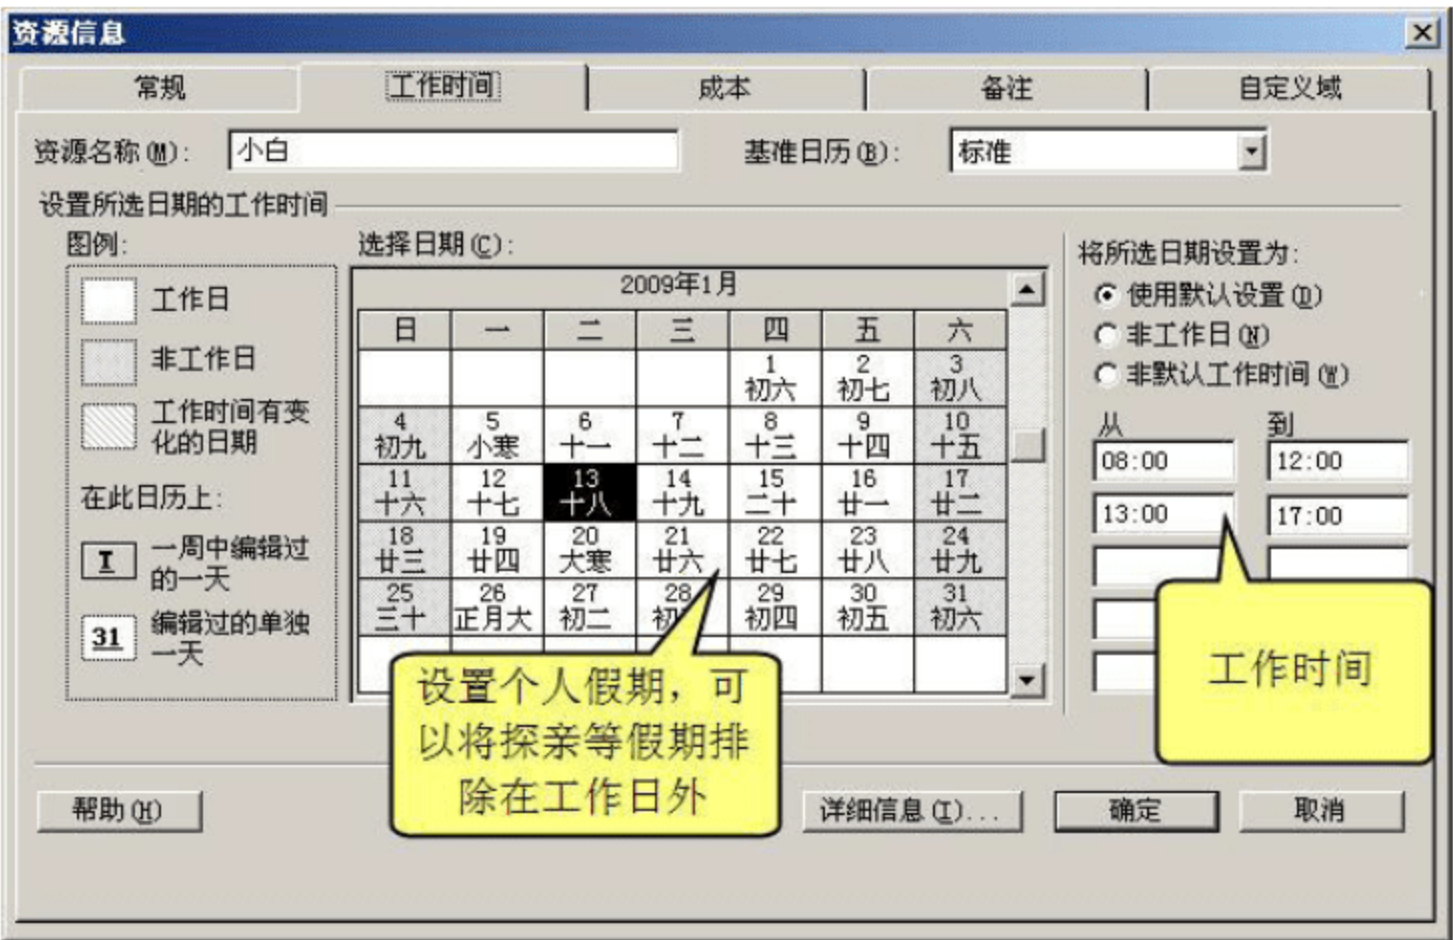 资源信息
常规 工作时间 成本 备注 自定义域
资源名称(M): 小白 基准日历(B): 标准
设置所选日期的工作时间
图例:
工作日
非工作日
工作时间有变
化的日期
在此日历上:
I 一周中编辑过
的一天
31 编辑过的单独
一天
选择日期(C):
2009年1月
日 一 二 三 四 五 六
1 2 3
初六 初七 初八
4 5 6 7 8 9 10
初九 小寒 十一 十二 十三 十四 十五
11 12 13 14 15 16 17
十六 十七 十八 十九 二十 廿一 廿二
18 19 20 21 22 23 24
廿三 廿四 大寒 廿六 廿七 廿八 廿九
25 26 27 28 29 30 31
三十 正月大 初二 初 初四 初五 初六
设置个人假期，可
以将探亲等假期排
除在工作日外
将所选日期设置为:
使用默认设置(D)
非工作日(N)
非默认工作时间(W)
从 到
08:00 12:00
13:00 17:00
工作时间
帮助(H) 详细信息(I)... 确定 取消